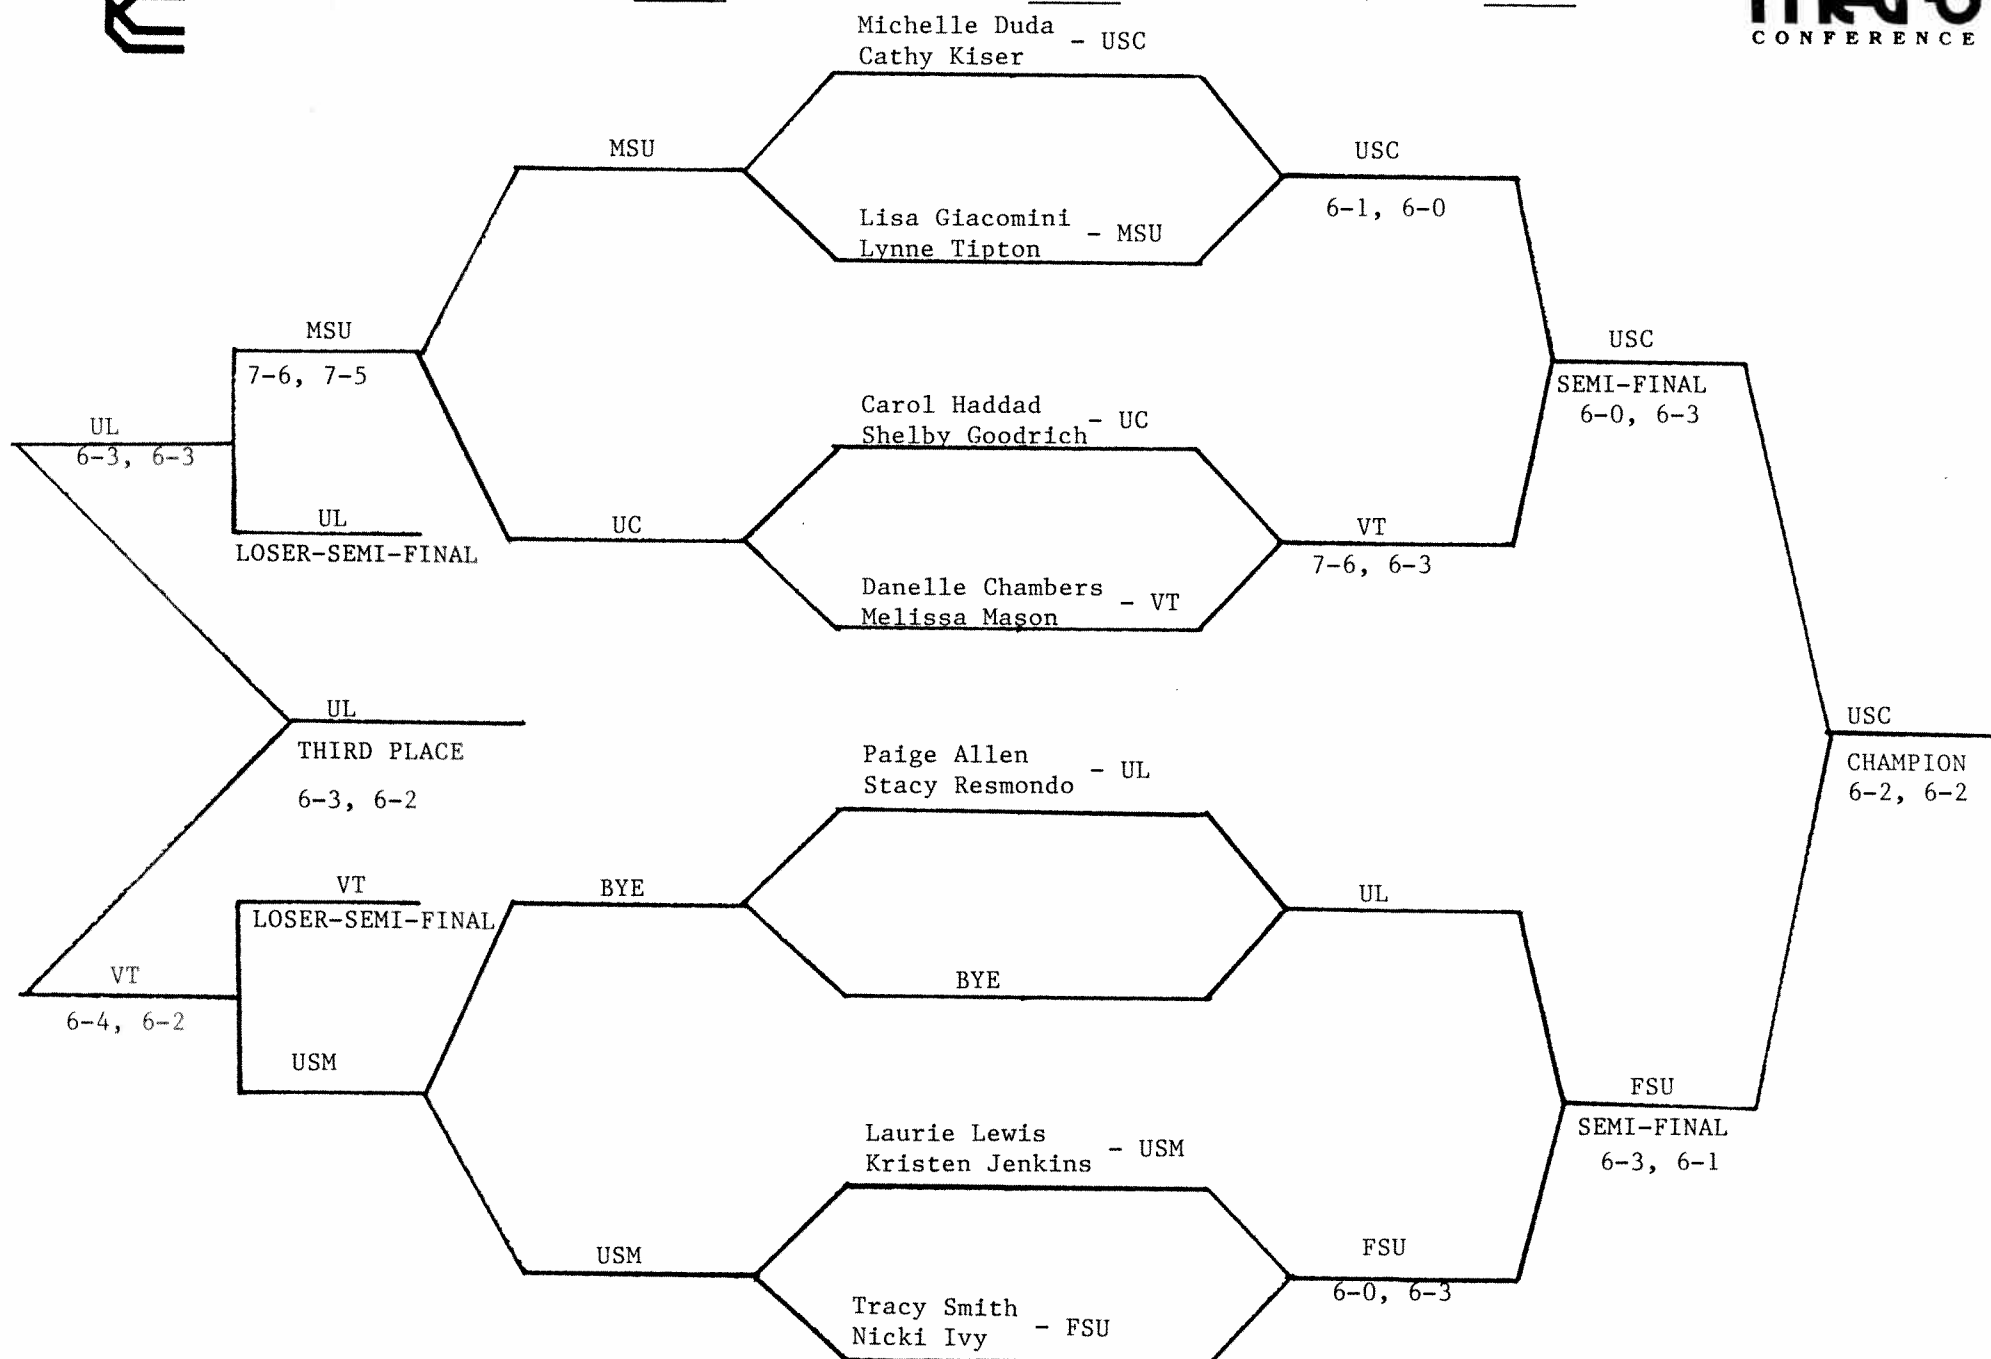 CONFERENCE
Michelle Duda
Cathy Kiser
- USC
MSU
USC
6-1, 6-0
Lisa Giacomini
Lynne Tipton
- MSU
MSU
7-6, 7-5
USC
SEMI-FINAL
6-0, 6-3
UL
6-3, 6-3
Carol Haddad
Shelby Goodrich
- UC
UL
LOSER-SEMI-FINAL
UC
VT
7-6, 6-3
Danelle Chambers
Melissa Mason
- VT
UL
THIRD PLACE
6-3, 6-2
USC
CHAMPION
6-2, 6-2
Paige Allen
Stacy Resmondo
- UL
VT
LOSER-SEMI-FINAL
BYE
UL
BYE
VT
6-4, 6-2
USM
FSU
SEMI-FINAL
6-3, 6-1
Laurie Lewis
Kristen Jenkins
- USM
USM
FSU
6-0, 6-3
Tracy Smith
Nicki Ivy
- FSU